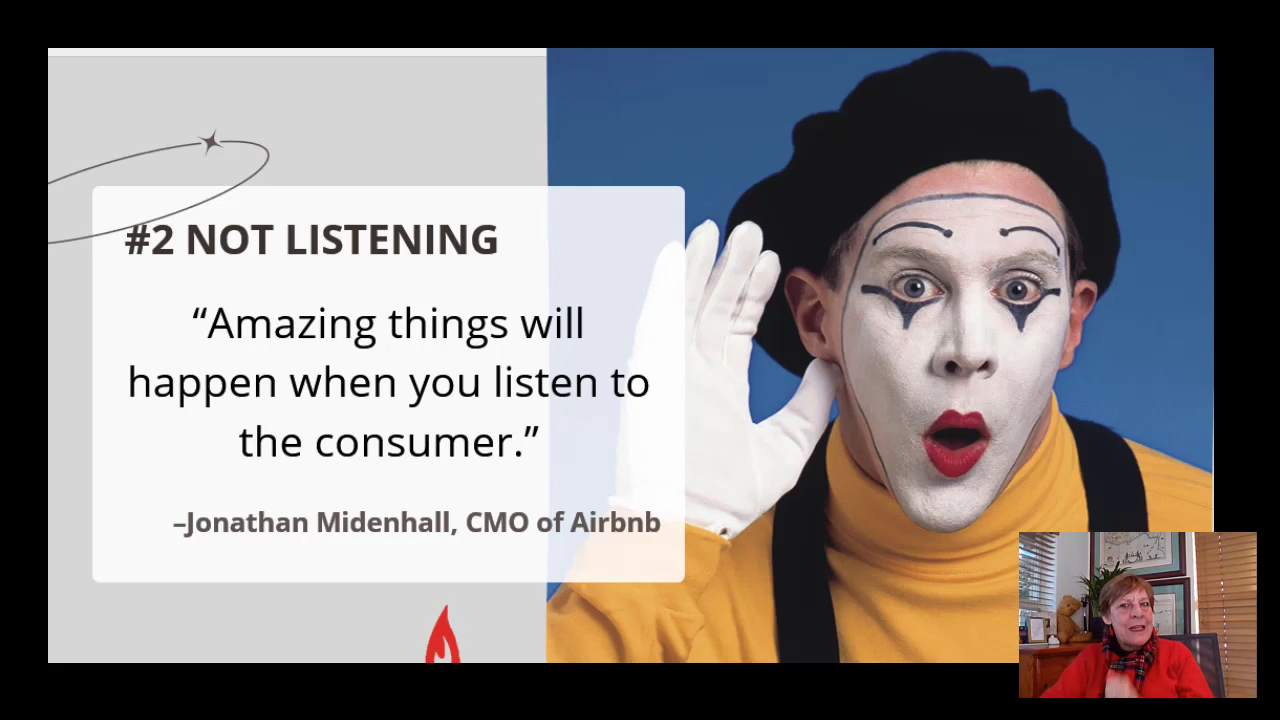 #2 NOT LISTENING
“Amazing things will
happen when you listen to
the consumer.”
–Jonathan Midenhall, CMO of Airbnb